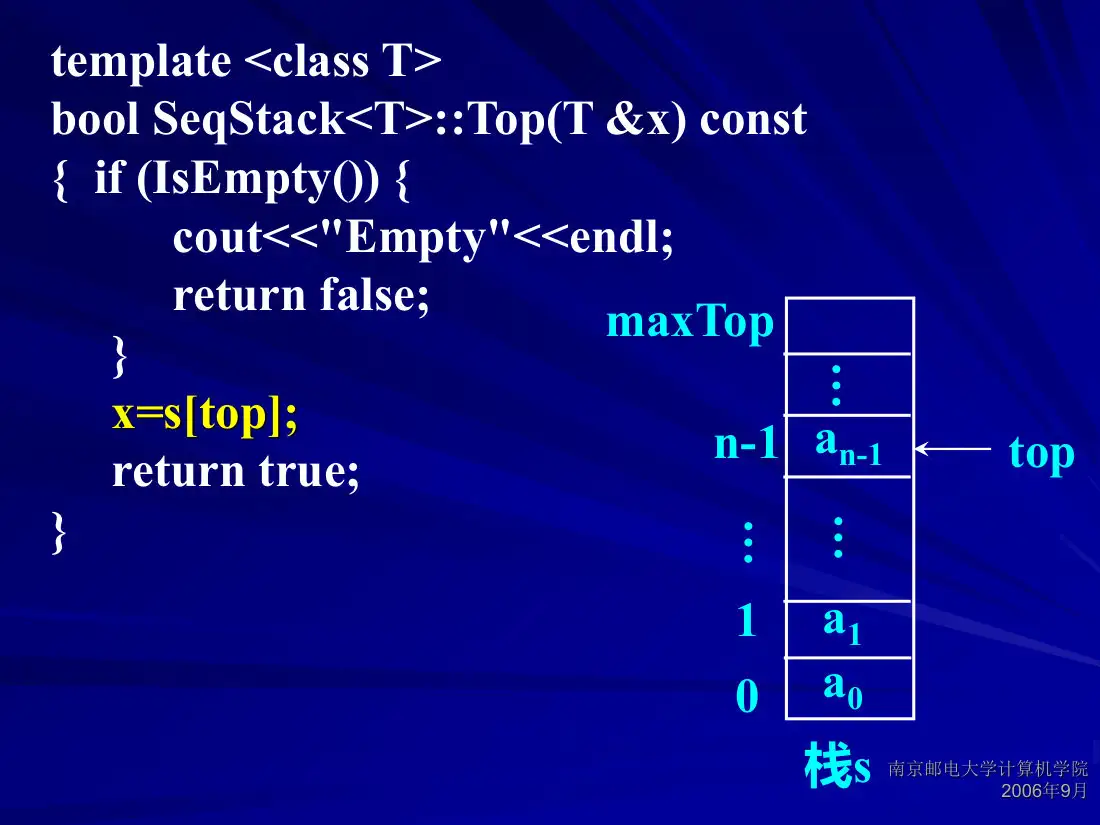 template <class T>
bool SeqStack<T>::Top(T &x) const
{  if (IsEmpty()) {
cout<<"Empty"<<endl;
return false;
}
x=s[top];
return true;
}
maxTop
⋮
n-1 an-1 top
⋮ ⋮
1 a1
0 a0
栈s
南京邮电大学计算机学院
2006年9月